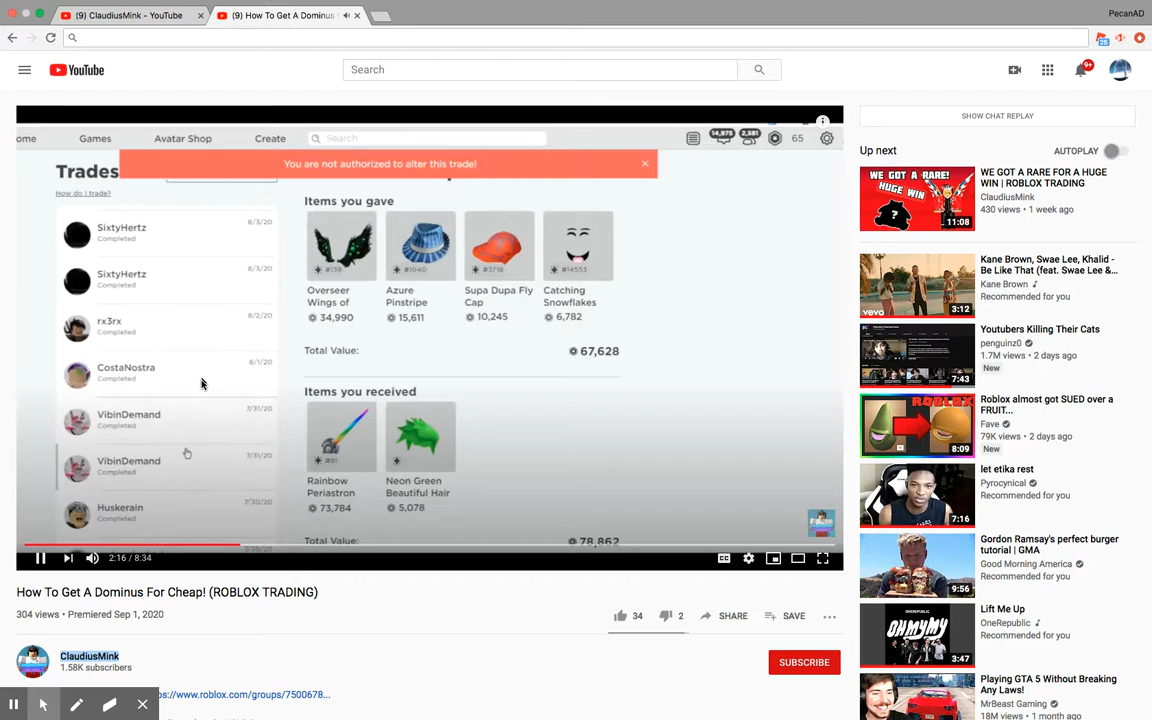 (9) ClaudiusMink - YouTube
(9) How To Get A Dominus
PecanAD
28
YouTube
Search
9+
ome
Games
Avatar Shop
Create
Search
14,975
2,581
65
You are not authorized to alter this trade!
Trades
How do I trade?
SixtyHertz
Completed
8/3/20
SixtyHertz
Completed
8/3/20
rx3rx
Completed
8/2/20
CostaNostra
Completed
8/1/20
VibinDemand
Completed
7/31/20
VibinDemand
Completed
7/31/20
Huskerain
Completed
7/30/20
Items you gave
#139
#1040
#3718
#14553
Overseer
Wings of
34,990
Azure
Pinstripe
15,611
Supa Dupa Fly
Cap
10,245
Catching
Snowflakes
6,782
Total Value:
67,628
Items you received
#81
Rainbow
Periastron
73,784
Neon Green
Beautiful Hair
5,078
Total Value:
78,862
2:16 / 8:34
How To Get A Dominus For Cheap! (ROBLOX TRADING)
304 views • Premiered Sep 1, 2020
34
2
SHARE
SAVE
ClaudiusMink
1.58K subscribers
SUBSCRIBE
ps://www.roblox.com/groups/7500678...
SHOW CHAT REPLAY
Up next
AUTOPLAY
WE GOT A RARE!
HUGE WIN
?
11:08
WE GOT A RARE FOR A HUGE
WIN | ROBLOX TRADING
ClaudiusMink
430 views • 1 week ago
vevo
3:12
Kane Brown, Swae Lee, Khalid -
Be Like That (feat. Swae Lee &...
Kane Brown
Recommended for you
7:43
Youtubers Killing Their Cats
penguinz0
1.7M views • 2 days ago
New
ROBLOX
8:09
Roblox almost got SUED over a
FRUIT...
Fave
79K views • 2 days ago
New
7:16
let etika rest
Pyrocynical
Recommended for you
9:56
Gordon Ramsay's perfect burger
tutorial | GMA
Good Morning America
Recommended for you
ONEREPUBLIC
OH MY MY
3:47
Lift Me Up
OneRepublic
Recommended for you
Playing GTA 5 Without Breaking
Any Laws!
MrBeast Gaming
18M views • 1 month ago